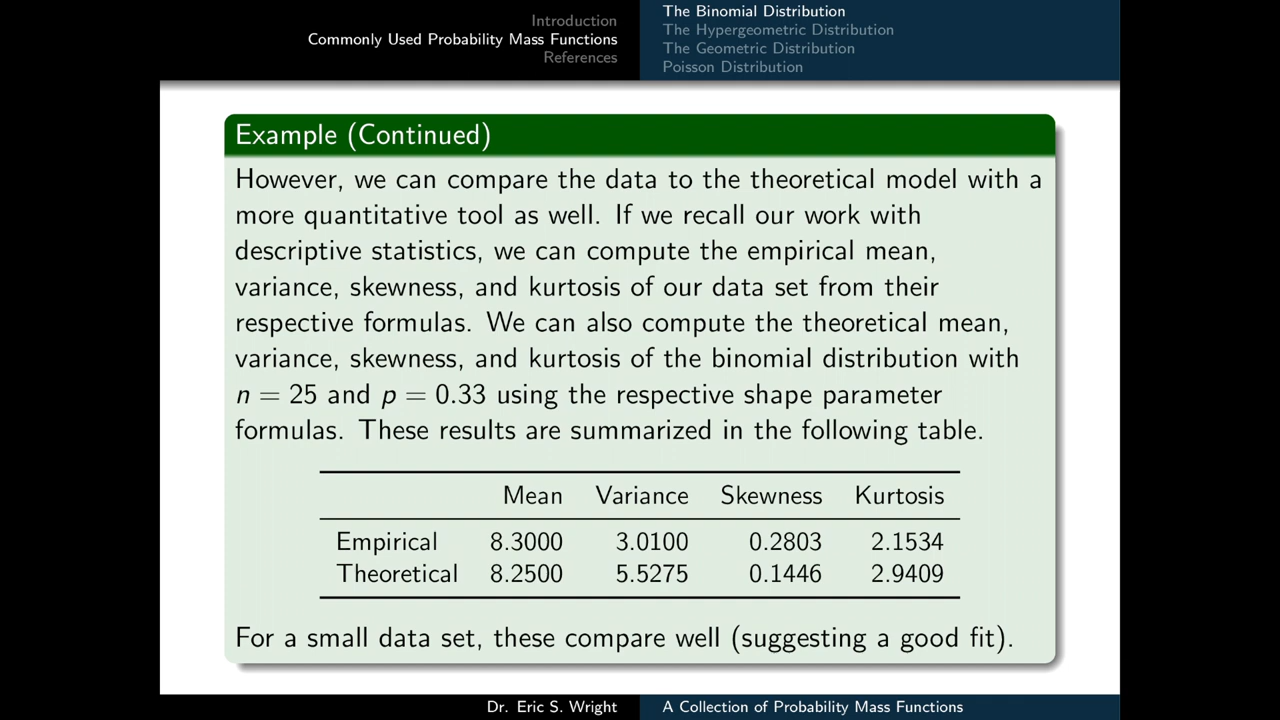 Introduction
Commonly Used Probability Mass Functions
References
The Binomial Distribution
The Hypergeometric Distribution
The Geometric Distribution
Poisson Distribution
Example (Continued)
However, we can compare the data to the theoretical model with a
more quantitative tool as well. If we recall our work with
descriptive statistics, we can compute the empirical mean,
variance, skewness, and kurtosis of our data set from their
respective formulas. We can also compute the theoretical mean,
variance, skewness, and kurtosis of the binomial distribution with
n = 25 and p = 0.33 using the respective shape parameter
formulas. These results are summarized in the following table.
Mean Variance Skewness Kurtosis
Empirical 8.3000 3.0100 0.2803 2.1534
Theoretical 8.2500 5.5275 0.1446 2.9409
For a small data set, these compare well (suggesting a good fit).
Dr. Eric S. Wright A Collection of Probability Mass Functions